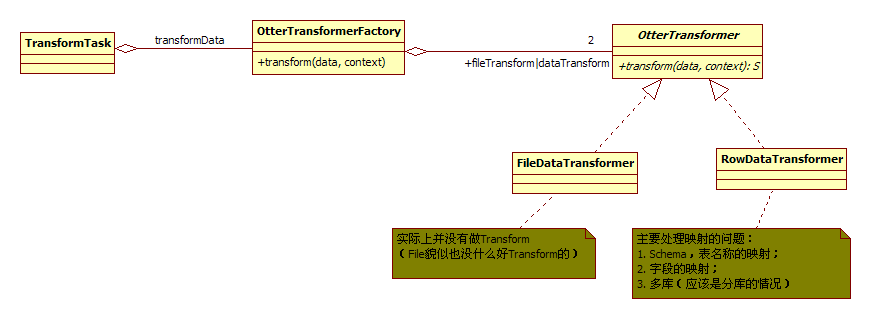 TransformTask
transformData
OtterTransformerFactory
+transform(data, context)
2
+fileTransform|dataTransform
OtterTransformer
+transform(data, context): S
FileDataTransformer
RowDataTransformer
实际上并没有做Transform
（File貌似也没什么好Transform的）
主要处理映射的问题：
1. Schema，表名称的映射；
2. 字段的映射；
3. 多库（应该是分库的情况）